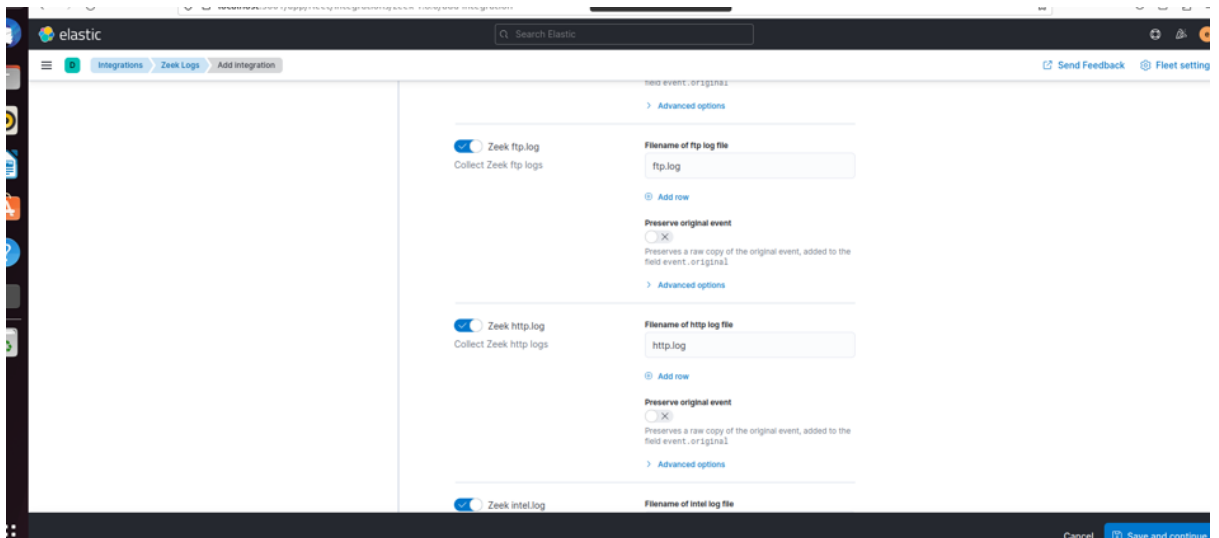 elastic
Search Elastic
D
Integrations
Zeek Logs
Add integration
Send Feedback
Fleet setting
field event.original
Advanced options
Zeek ftp.log
Collect Zeek ftp logs
Filename of ftp log file
ftp.log
Add row
Preserve original event
Preserves a raw copy of the original event, added to the
field event.original
Advanced options
Zeek http.log
Collect Zeek http logs
Filename of http log file
http.log
Add row
Preserve original event
Preserves a raw copy of the original event, added to the
field event.original
Advanced options
Zeek intel.log
Filename of intel log file
Cancel
Save and continue